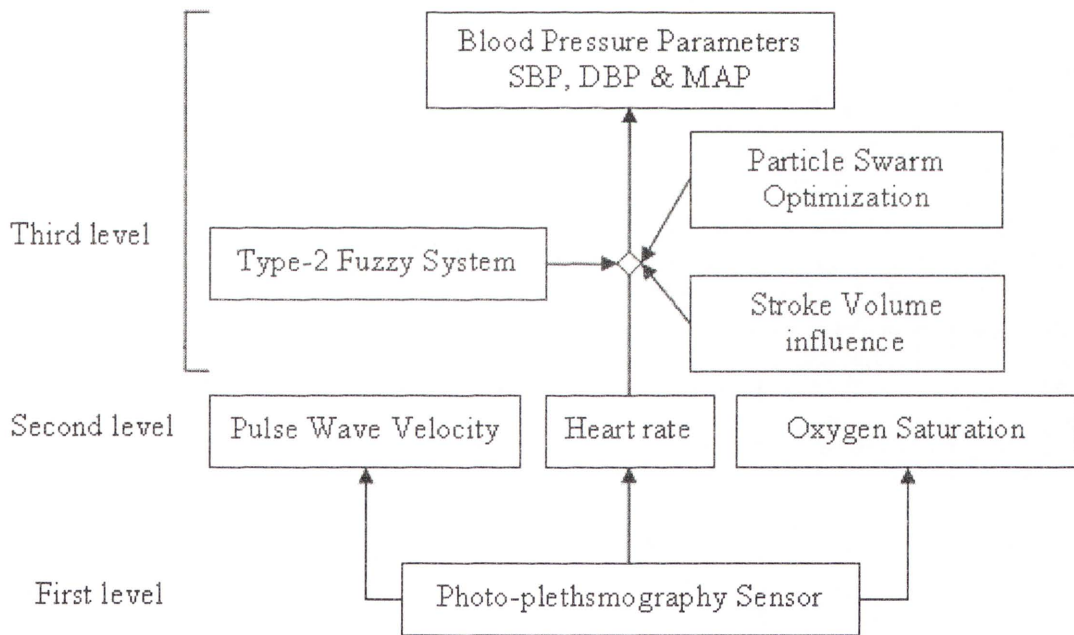 Blood Pressure Parameters
SBP, DBP & MAP
Particle Swarm
Optimization
Third level
Type-2 Fuzzy System
Stroke Volume
influence
Second level
Pulse Wave Velocity
Heart rate
Oxygen Saturation
First level
Photo-plethsmography Sensor